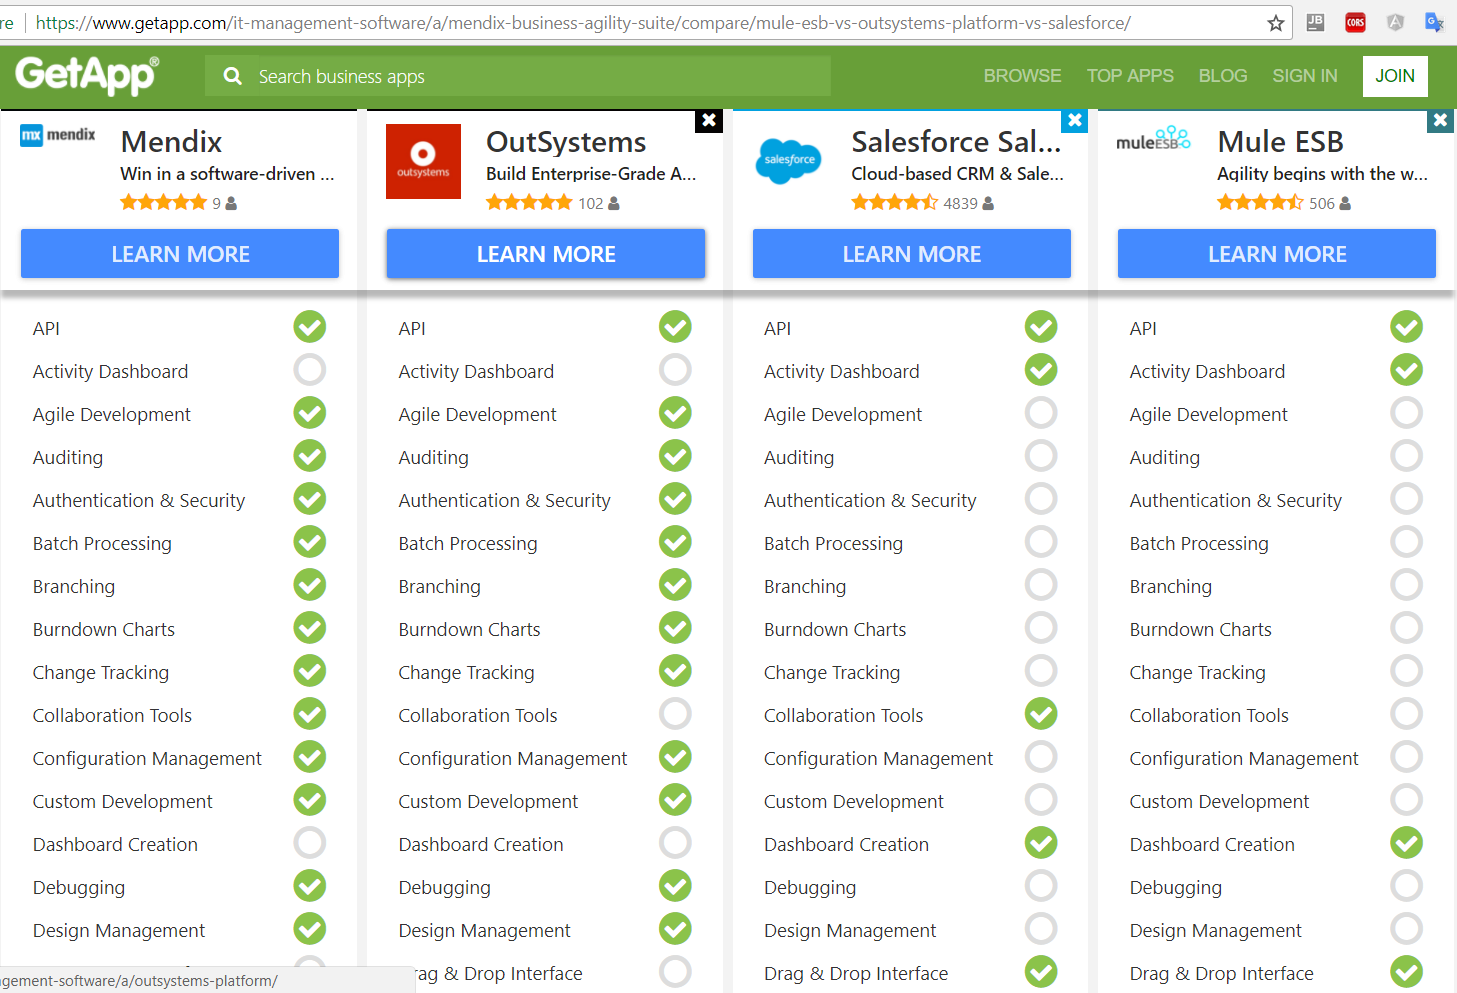 re https://www.getapp.com/it-management-software/a/mendix-business-agility-suite/compare/mule-esb-vs-outsystems-platform-vs-salesforce/
JB
CORS
A
G
GetApp®
Search business apps
BROWSE TOP APPS BLOG SIGN IN JOIN
mx mendix
Mendix
Win in a software-driven ...
9
LEARN MORE
outsystems
OutSystems
Build Enterprise-Grade A...
102
LEARN MORE
salesforce
Salesforce Sal...
Cloud-based CRM & Sale...
4839
LEARN MORE
muleESB
Mule ESB
Agility begins with the w...
506
LEARN MORE
API API API API
Activity Dashboard Activity Dashboard Activity Dashboard Activity Dashboard
Agile Development Agile Development Agile Development Agile Development
Auditing Auditing Auditing Auditing
Authentication & Security Authentication & Security Authentication & Security Authentication & Security
Batch Processing Batch Processing Batch Processing Batch Processing
Branching Branching Branching Branching
Burndown Charts Burndown Charts Burndown Charts Burndown Charts
Change Tracking Change Tracking Change Tracking Change Tracking
Collaboration Tools Collaboration Tools Collaboration Tools Collaboration Tools
Configuration Management Configuration Management Configuration Management Configuration Management
Custom Development Custom Development Custom Development Custom Development
Dashboard Creation Dashboard Creation Dashboard Creation Dashboard Creation
Debugging Debugging Debugging Debugging
Design Management Design Management Design Management Design Management
rag & Drop Interface Drag & Drop Interface Drag & Drop Interface
gement-software/a/outsystems-platform/